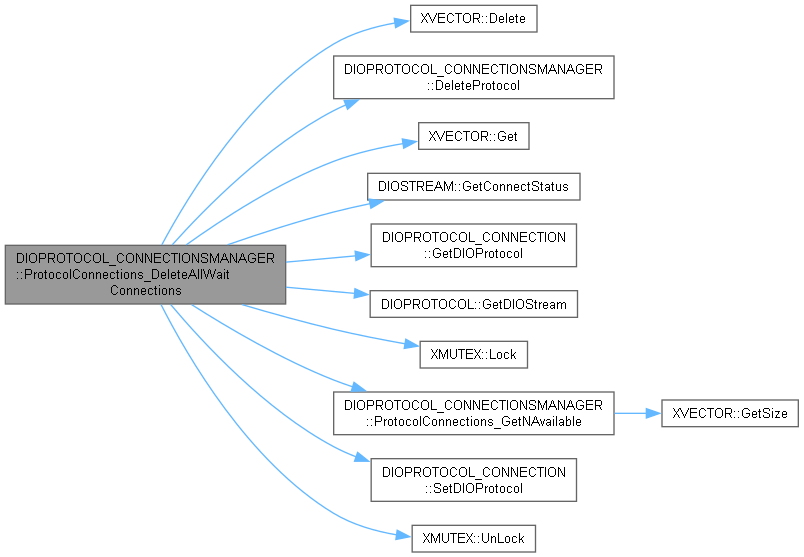 XVECTOR::Delete
DIOPROTOCOL_CONNECTIONSMANAGER
::DeleteProtocol
XVECTOR::Get
DIOSTREAM::GetConnectStatus
DIOPROTOCOL_CONNECTION
::GetDIOProtocol
DIOPROTOCOL_CONNECTIONSMANAGER
::ProtocolConnections_DeleteAllWait
Connections
DIOPROTOCOL::GetDIOStream
XMUTEX::Lock
DIOPROTOCOL_CONNECTIONSMANAGER
::ProtocolConnections_GetNAvailable
XVECTOR::GetSize
DIOPROTOCOL_CONNECTION
::SetDIOProtocol
XMUTEX::UnLock